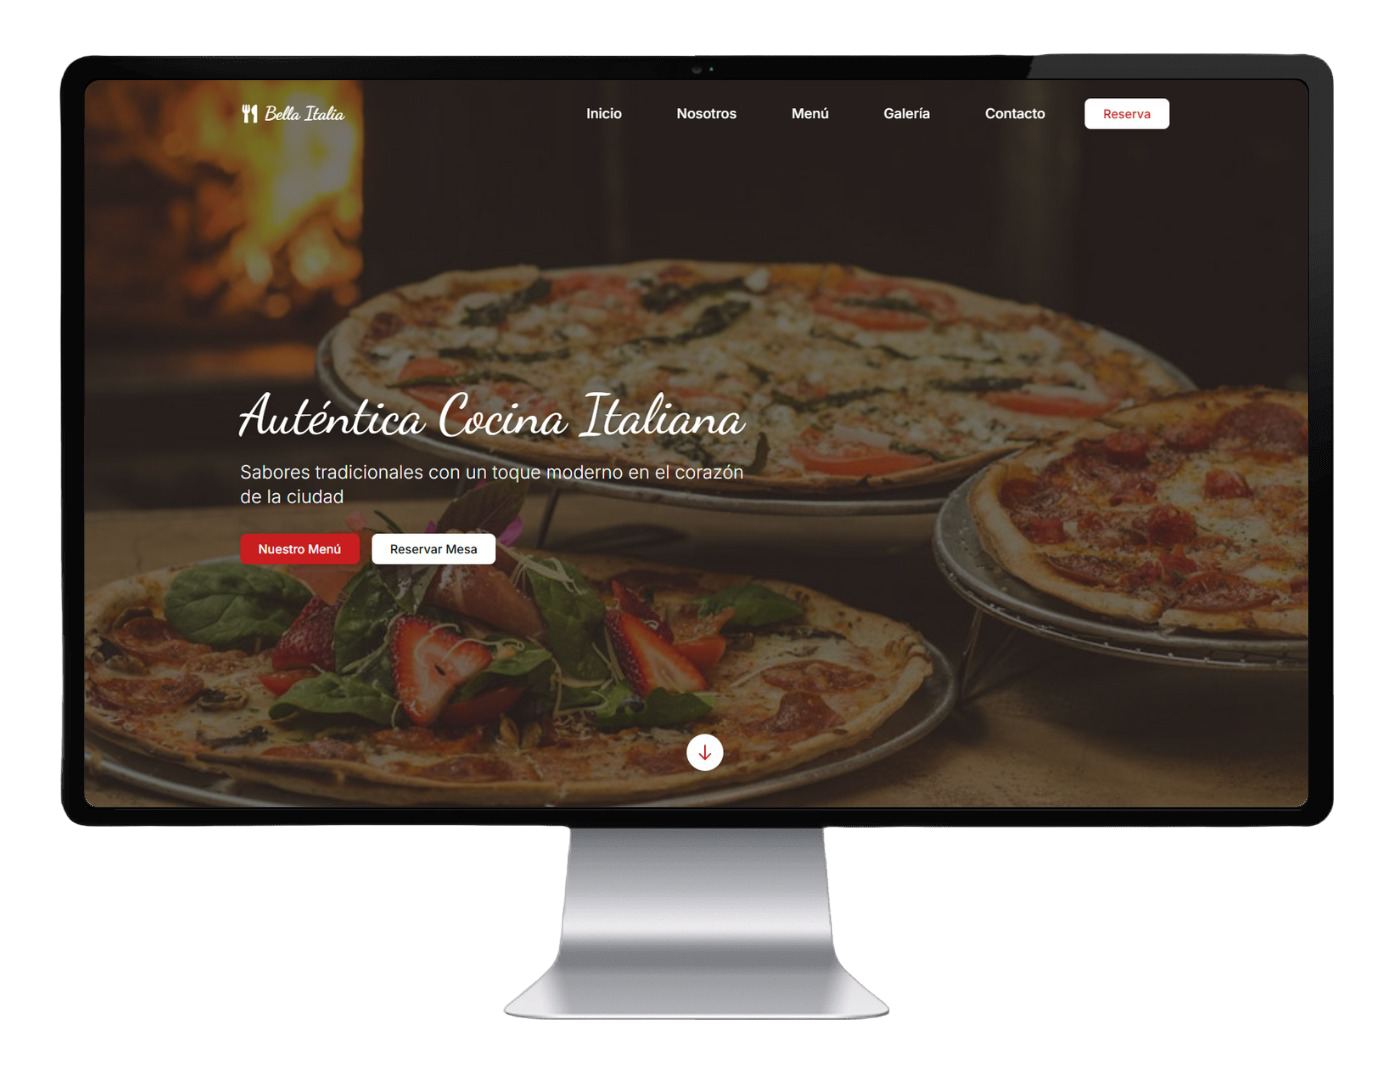 Bella Italia
Inicio Nosotros Menú Galería Contacto Reserva
Auténtica Cocina Italiana
Sabores tradicionales con un toque moderno en el corazón
de la ciudad
Nuestro Menú Reservar Mesa